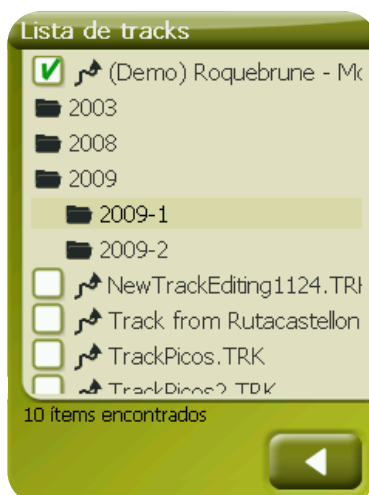 Lista de tracks
(Demo) Roquebrune - Mo
2003
2008
2009
2009-1
2009-2
NewTrackEditing1124.TRK
Track from Rutacastellon
TrackPicos.TRK
TrackPicos2.TRK
10 ítems encontrados